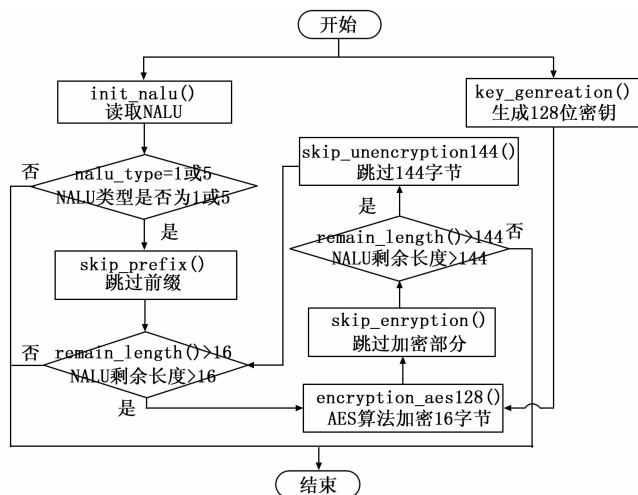 开始
init_nalu()
读取NALU
key_genreation()
生成128位密钥
否
nalu_type=1或5
NALU类型是否为1或5
是
skip_unencryption144()
跳过144字节
是
否
remain_length()>144
NALU剩余长度>144
skip_prefix()
跳过前缀
skip_enryption()
跳过加密部分
否
remain_length()>16
NALU剩余长度>16
是
encryption_aes128()
AES算法加密16字节
结束